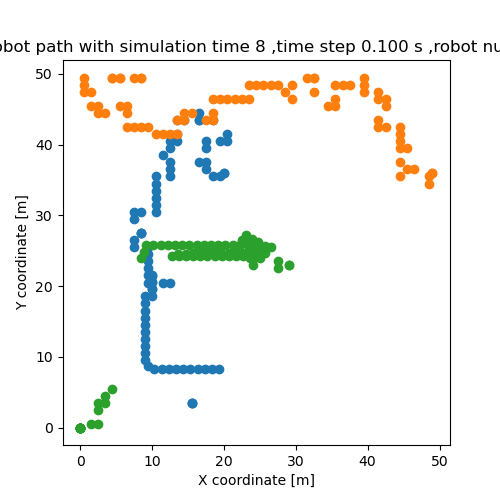 obot path with simulation time 8 ,time step 0.100 s ,robot nu
50
40
30
20
10
0
Y coordinate [m]
0 10 20 30 40 50
X coordinate [m]